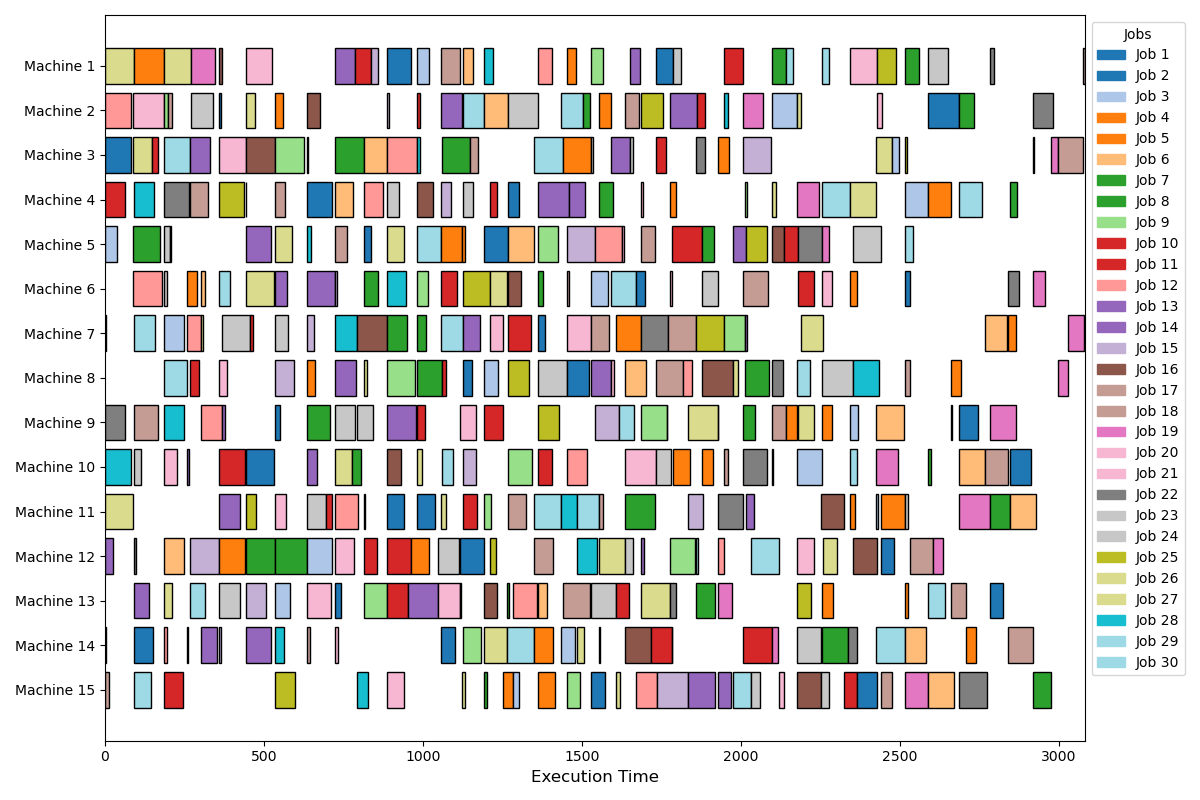 Machine 1
Machine 2
Machine 3
Machine 4
Machine 5
Machine 6
Machine 7
Machine 8
Machine 9
Machine 10
Machine 11
Machine 12
Machine 13
Machine 14
Machine 15
0 500 1000 1500 2000 2500 3000
Execution Time
Jobs
Job 1
Job 2
Job 3
Job 4
Job 5
Job 6
Job 7
Job 8
Job 9
Job 10
Job 11
Job 12
Job 13
Job 14
Job 15
Job 16
Job 17
Job 18
Job 19
Job 20
Job 21
Job 22
Job 23
Job 24
Job 25
Job 26
Job 27
Job 28
Job 29
Job 30